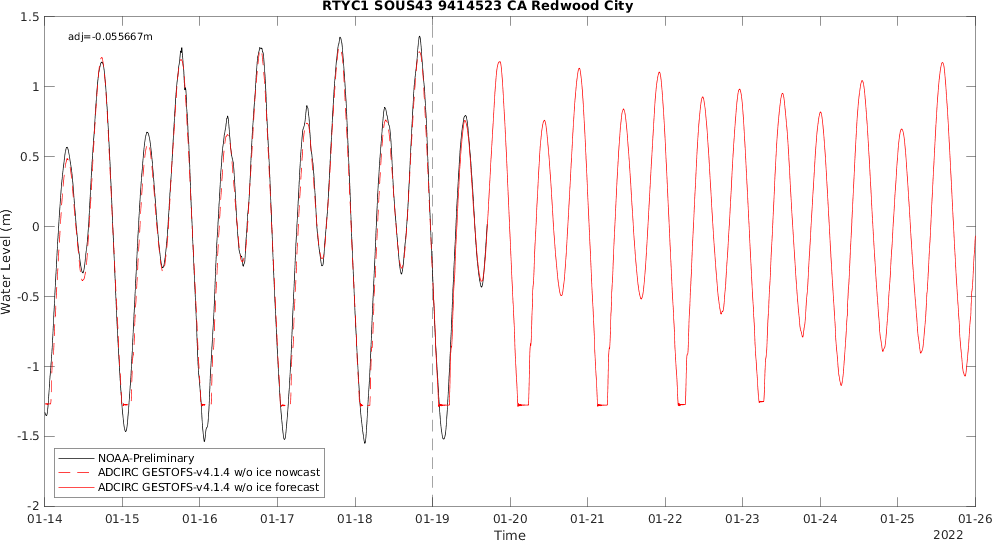 RTYC1 SOUS43 9414523 CA Redwood City
adj=-0.055667m
1.5
1
0.5
0
-0.5
-1
-1.5
-2
Water Level (m)
NOAA-Preliminary
ADCIRC GESTOFS-v4.1.4 w/o ice nowcast
ADCIRC GESTOFS-v4.1.4 w/o ice forecast
01-14 01-15 01-16 01-17 01-18 01-19 01-20 01-21 01-22 01-23 01-24 01-25 01-26
Time
2022